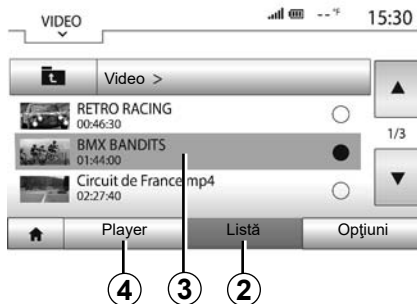 VIDEO
--°F 15:30
Video >
RETRO RACING
00:46:30
1/3
BMX BANDITS
01:44:00
Circuit de France mp4
02:27:40
Player Listă Opţiuni
4 3 2